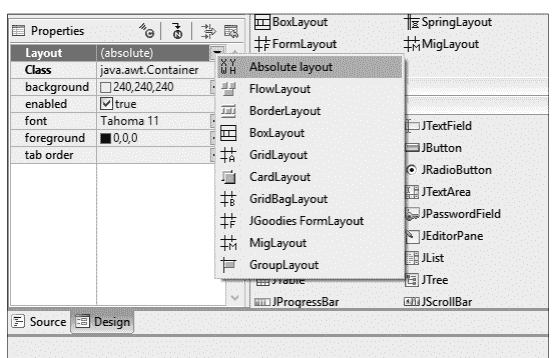 Properties
Layout (absolute)
Class java.awt.Container
background 240,240,240
enabled true
font Tahoma 11
foreground 0,0,0
tab order
BoxLayout SpringLayout
FormLayout MigLayout
Absolute layout
FlowLayout
BorderLayout
BoxLayout
GridLayout
CardLayout
GridBagLayout
JGoodies FormLayout
MigLayout
GroupLayout
JTextField
JButton
JRadioButton
JTextArea
JPasswordField
JEditorPane
JList
JTable JTree
JProgressBar JScrollBar
Source Design